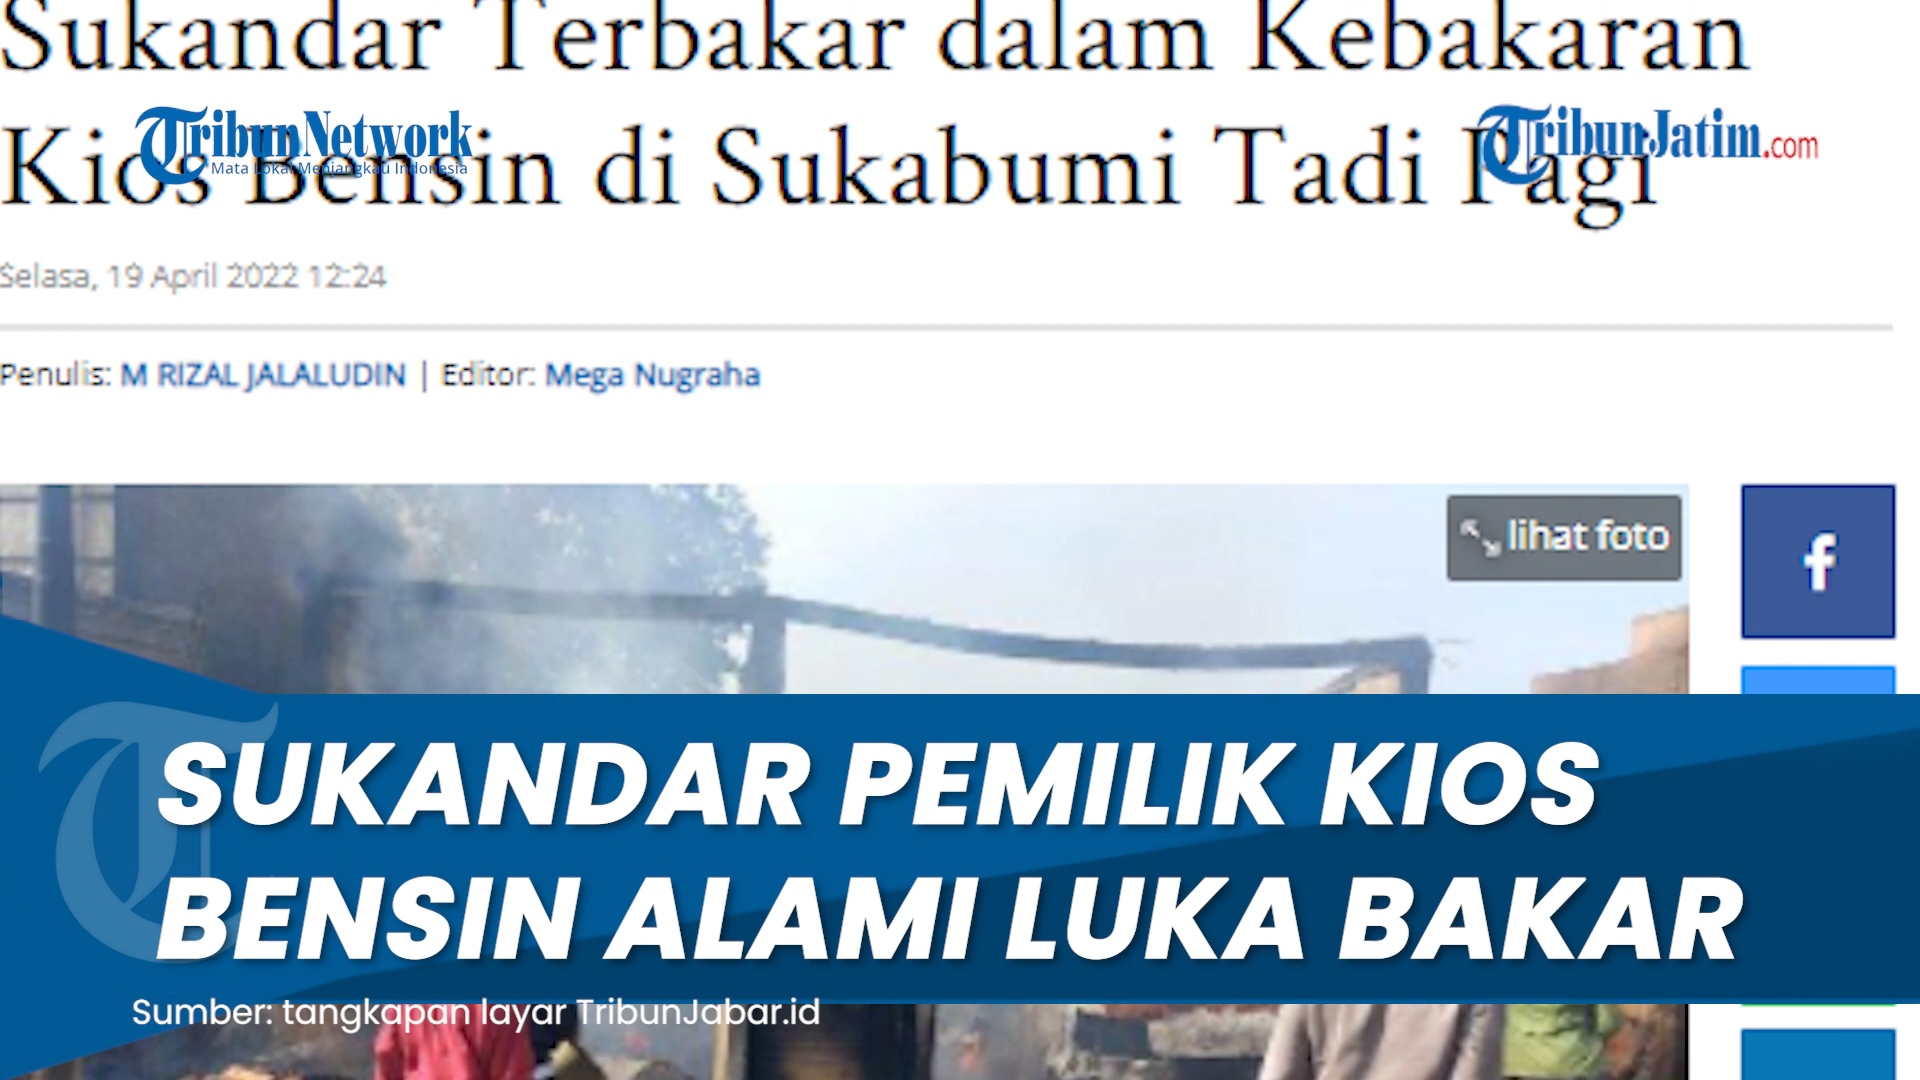 Sukandar Terbakar dalam Kebakaran
Kios Bensin di Sukabumi Tadi Pagi
Tribun Network
Mata Lokal Menjangkau Indonesia
TribunJatim.com
Selasa, 19 April 2022 12:24
Penulis: M RIZAL JALALUDIN | Editor: Mega Nugraha
lihat foto
f
SUKANDAR PEMILIK KIOS
BENSIN ALAMI LUKA BAKAR
Sumber: tangkapan layar TribunJabar.id